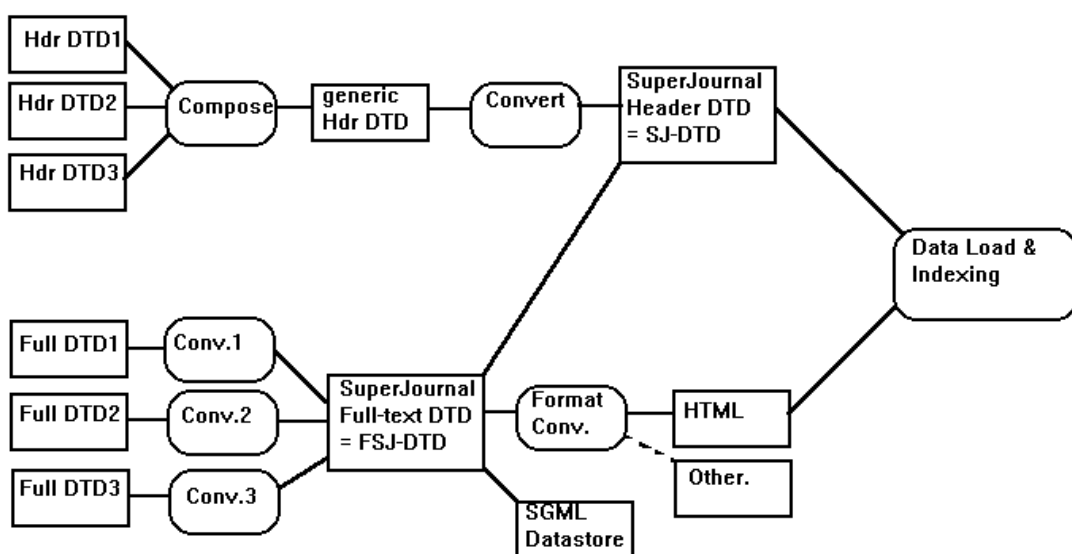 Hdr DTD1
Hdr DTD2
Hdr DTD3
Compose
generic
Hdr DTD
Convert
SuperJournal
Header DTD
= SJ-DTD
Data Load &
Indexing
Full DTD1
Full DTD2
Full DTD3
Conv.1
Conv.2
Conv.3
SuperJournal
Full-text DTD
= FSJ-DTD
Format
Conv.
HTML
Other.
SGML
Datastore